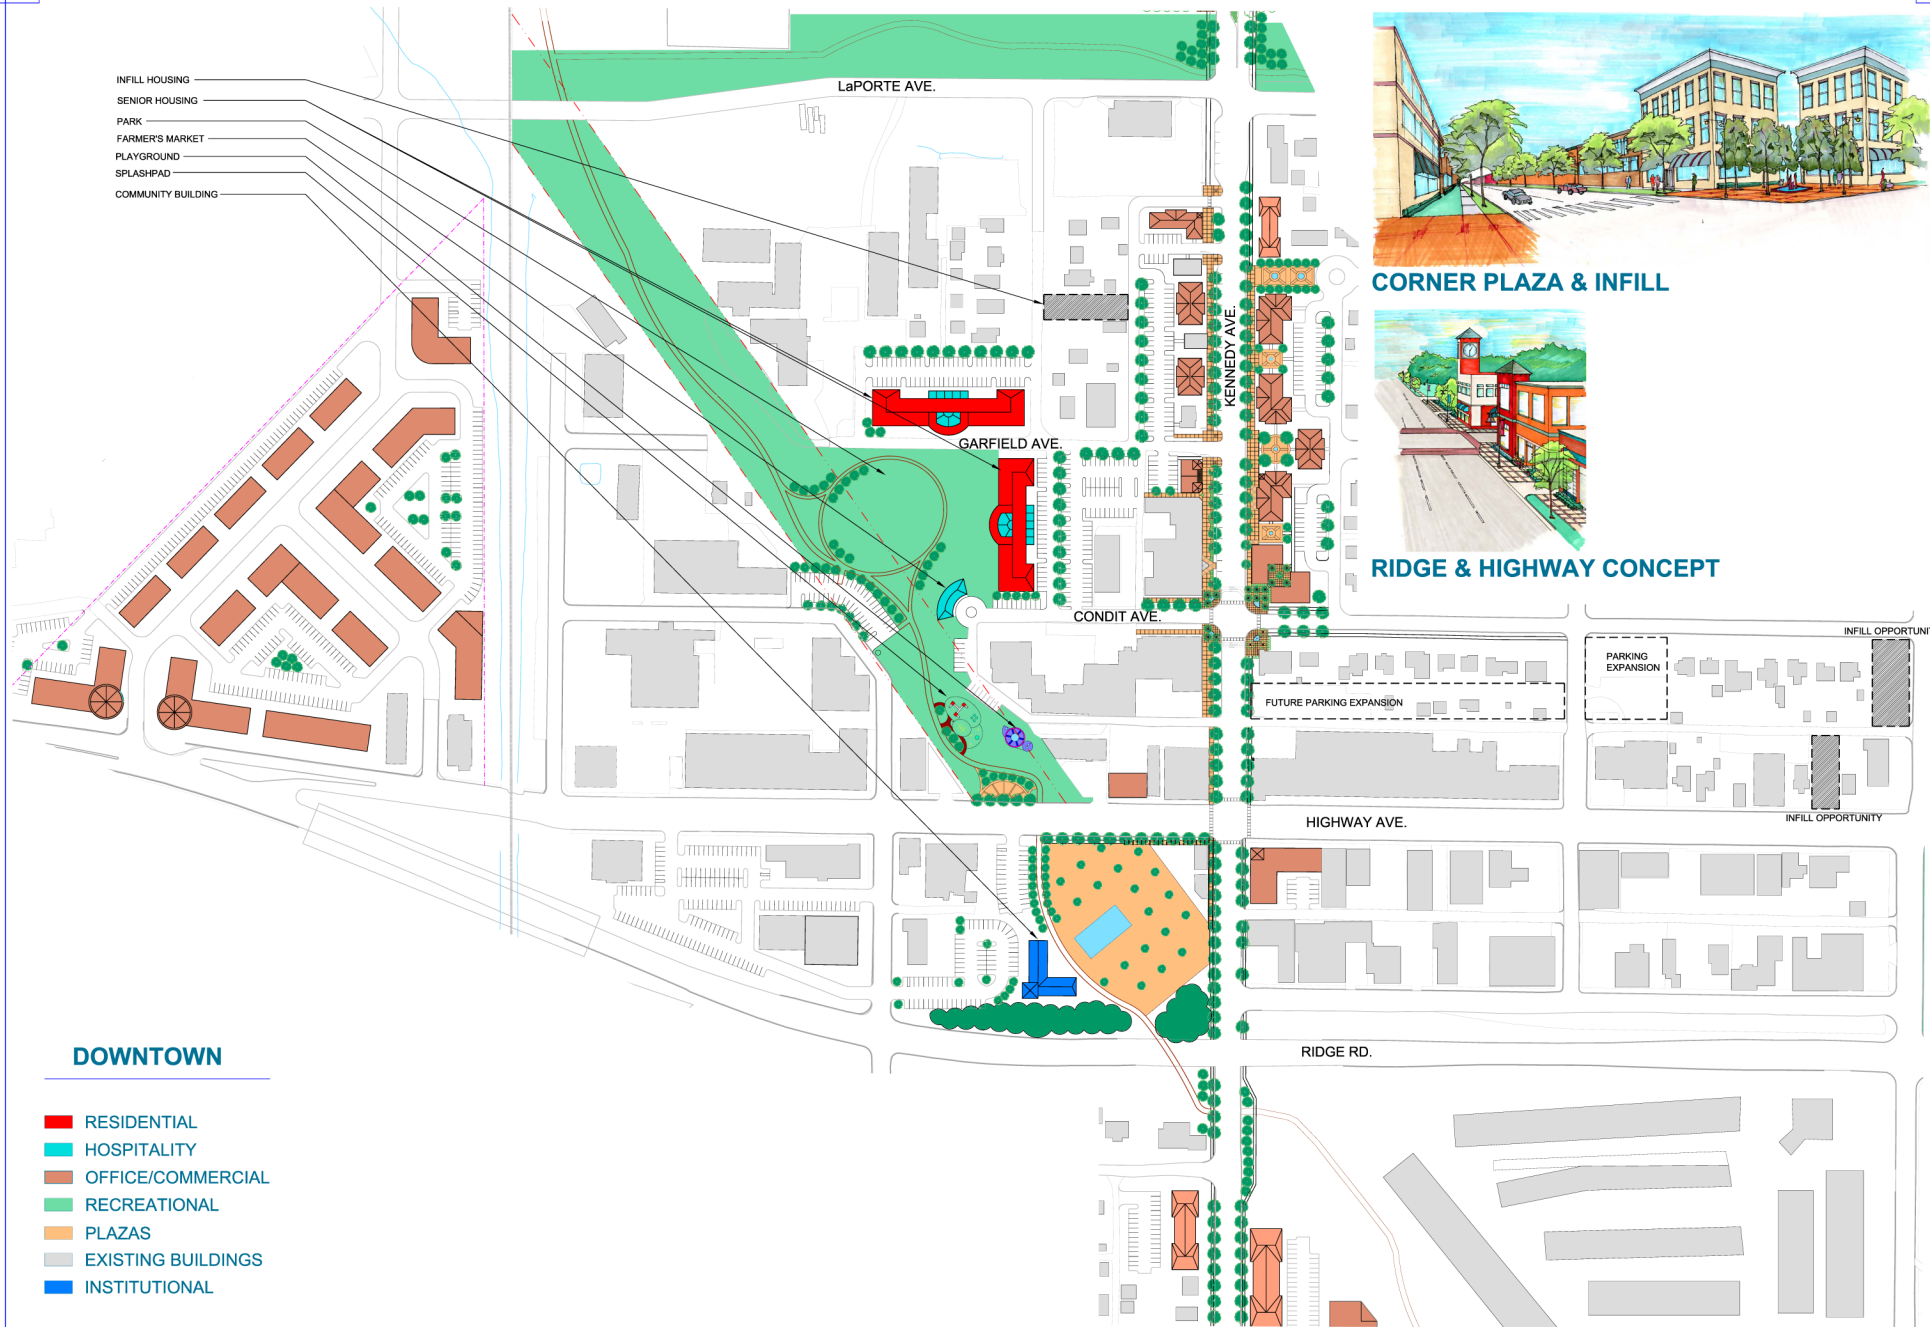 INFILL HOUSING
SENIOR HOUSING
PARK
FARMER'S MARKET
PLAYGROUND
SPLASHPAD
COMMUNITY BUILDING
LaPORTE AVE.
KENNEDY AVE.
CORNER PLAZA & INFILL
GARFIELD AVE.
RIDGE & HIGHWAY CONCEPT
CONDIT AVE.
INFILL OPPORTUNI
PARKING
EXPANSION
FUTURE PARKING EXPANSION
HIGHWAY AVE.
INFILL OPPORTUNITY
RIDGE RD.
DOWNTOWN
RESIDENTIAL
HOSPITALITY
OFFICE/COMMERCIAL
RECREATIONAL
PLAZAS
EXISTING BUILDINGS
INSTITUTIONAL